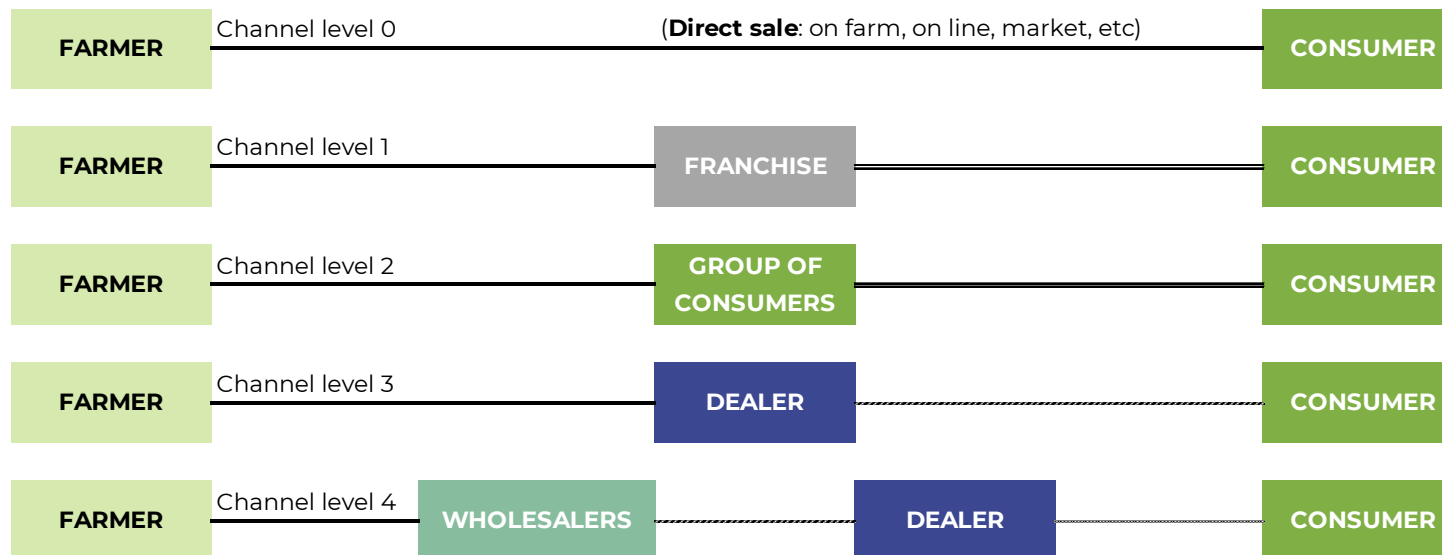 Channel level 0
(Direct sale: on farm, on line, market, etc)
FARMER
CONSUMER
Channel level 1
FARMER
FRANCHISE
CONSUMER
Channel level 2
FARMER
GROUP OF
CONSUMERS
CONSUMER
Channel level 3
FARMER
DEALER
CONSUMER
Channel level 4
FARMER
WHOLESALERS
DEALER
CONSUMER